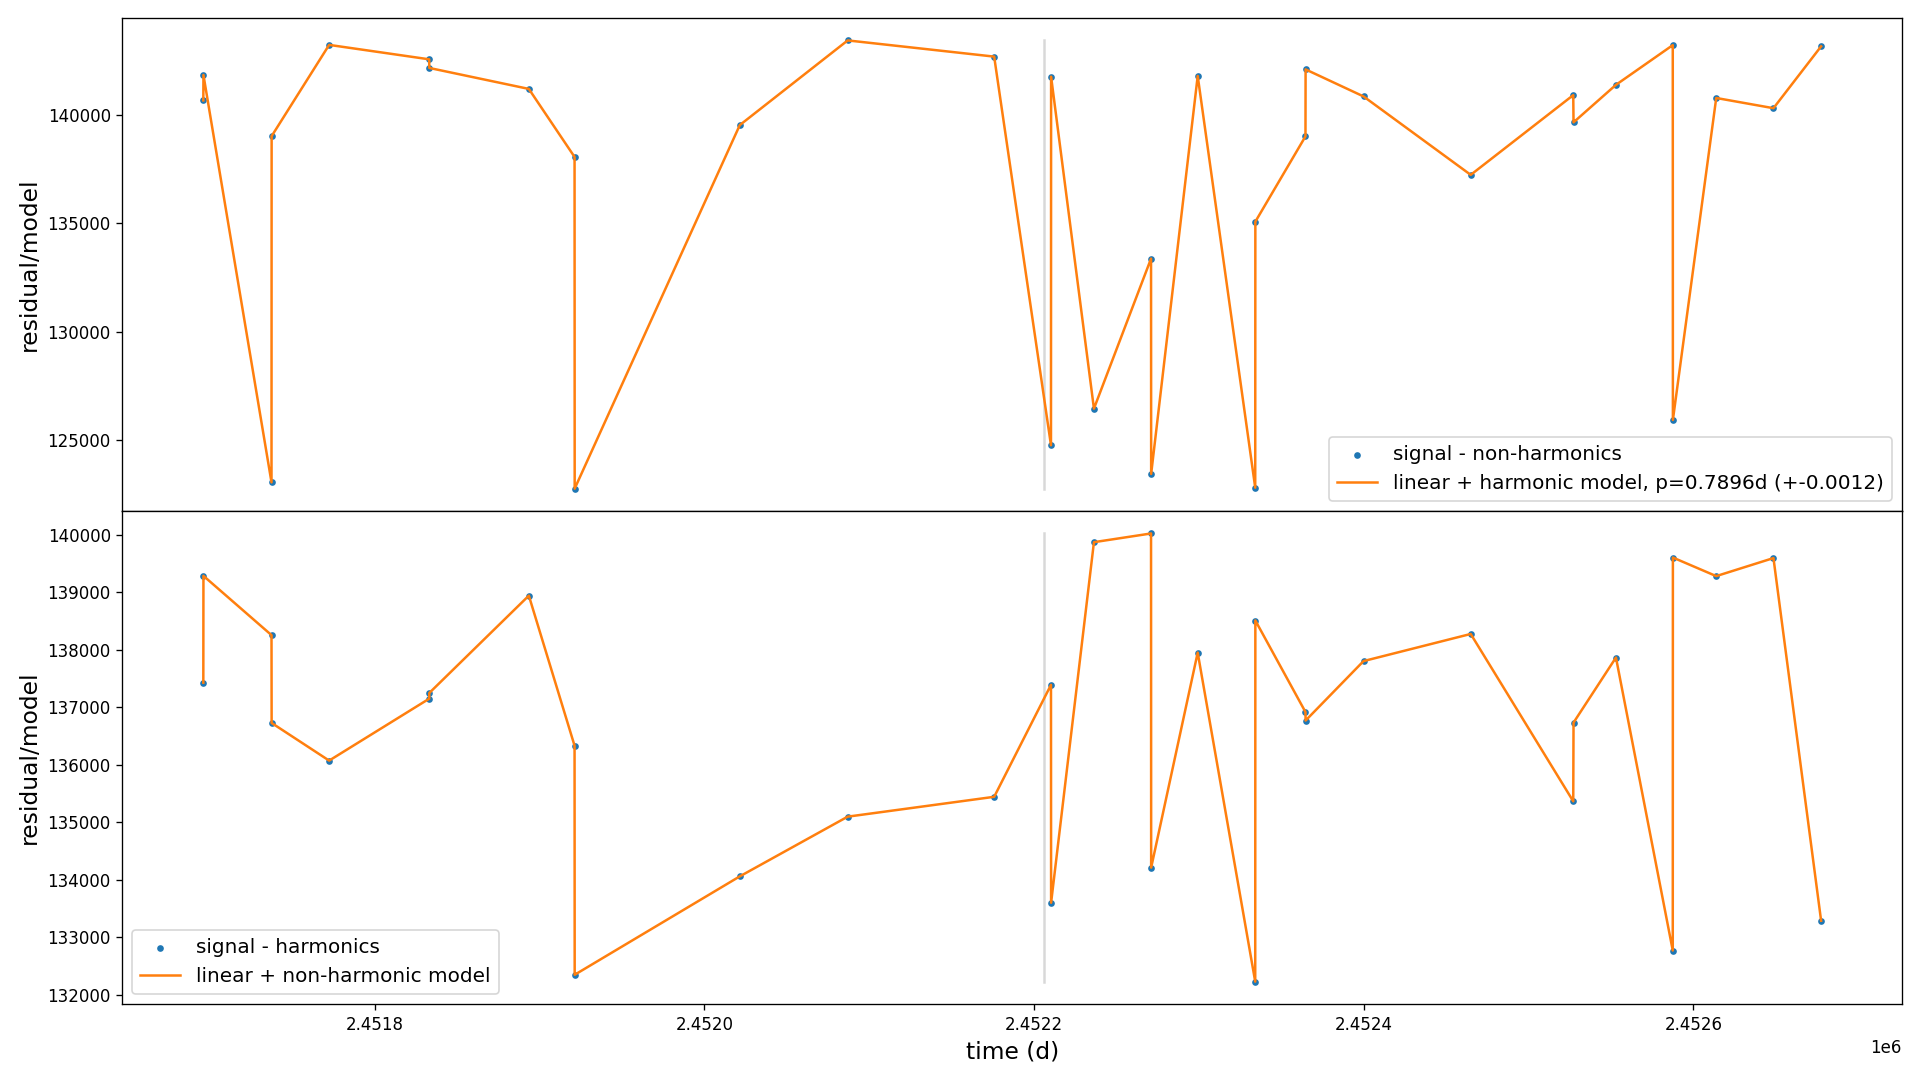 140000
135000
130000
125000
residual/model
signal - non-harmonics
linear + harmonic model, p=0.7896d (+-0.0012)
140000
139000
138000
137000
136000
135000
134000
133000
132000
residual/model
signal - harmonics
linear + non-harmonic model
2.4518
2.4520
2.4522
2.4524
2.4526
time (d)
1e6